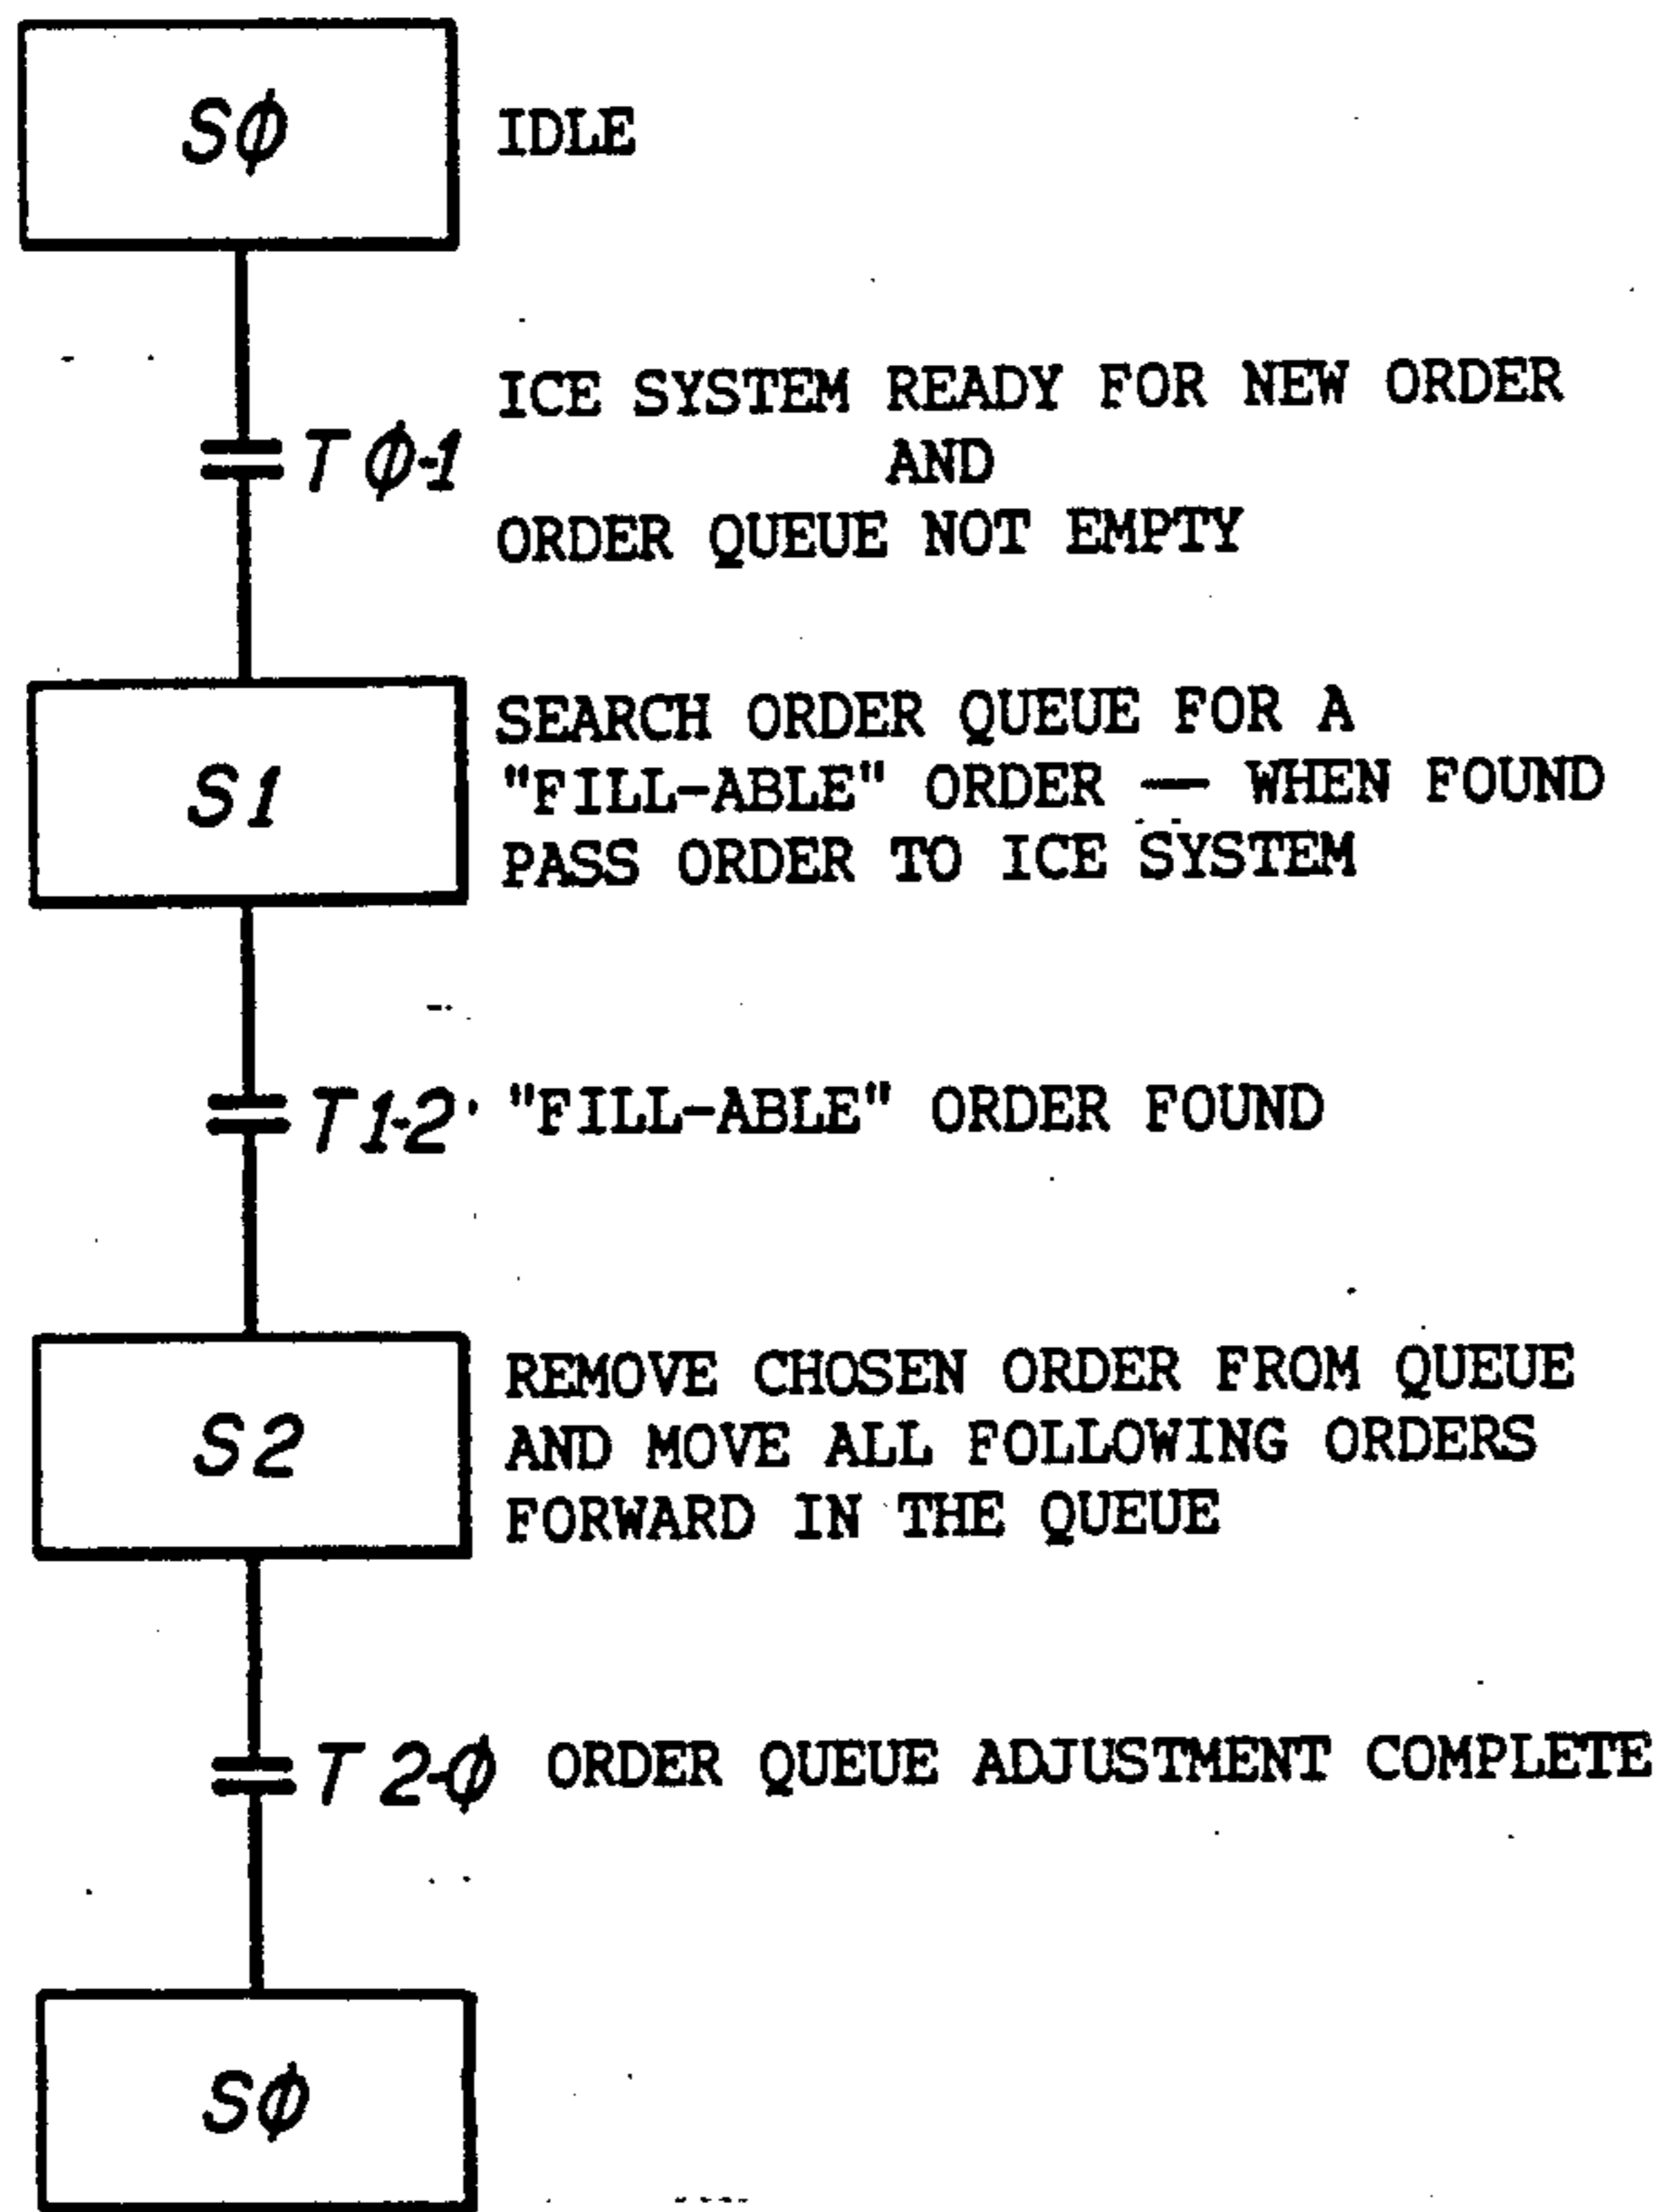 SØ IDLE
ICE SYSTEM READY FOR NEW ORDER
TØ-1 AND
ORDER QUEUE NOT EMPTY
SEARCH ORDER QUEUE FOR A
S1 "FILL-ABLE" ORDER — WHEN FOUND
PASS ORDER TO ICE SYSTEM
T1-2 "FILL-ABLE" ORDER FOUND
REMOVE CHOSEN ORDER FROM QUEUE
S2 AND MOVE ALL FOLLOWING ORDERS
FORWARD IN THE QUEUE
T2-Ø ORDER QUEUE ADJUSTMENT COMPLETE
SØ